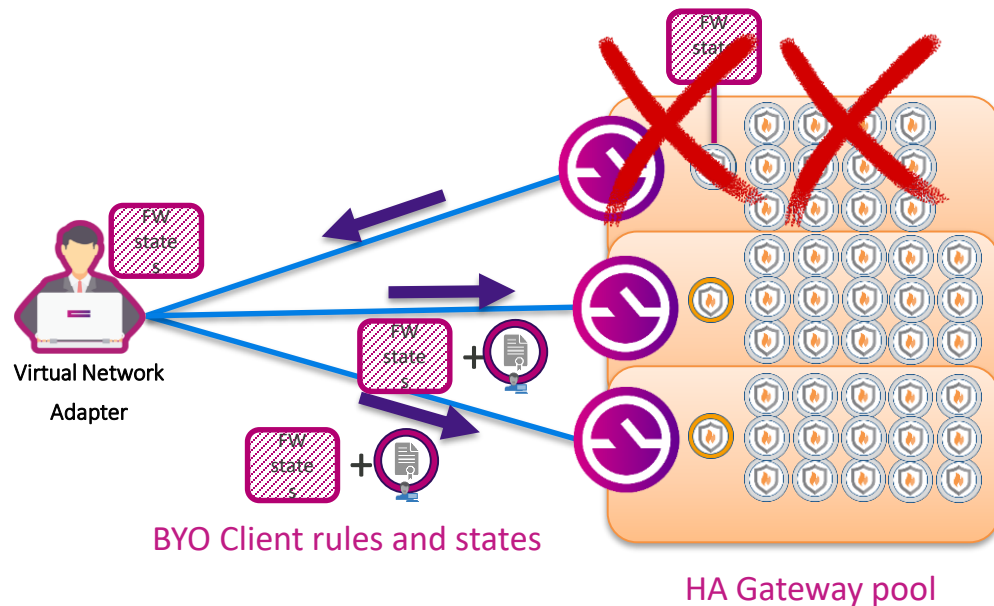 FW
stat
FW
state
s
Virtual Network
Adapter
FW
state
s
+
FW
state
s
+
BYO Client rules and states
HA Gateway pool